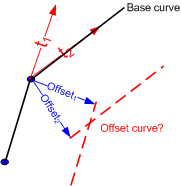 Base curve
t1
t2
Offset1
Offset2
Offset curve?